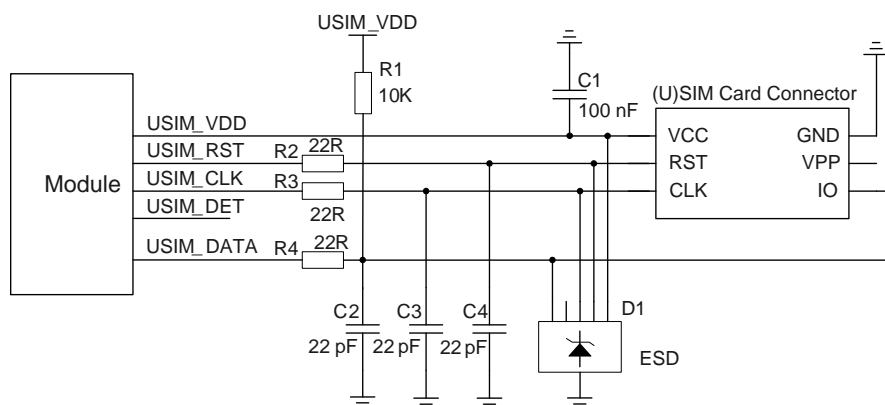 USIM_VDD
R1
10K
C1
100 nF
(U)SIM Card Connector
Module
USIM_VDD
USIM_RST
R2
22R
USIM_CLK
R3
22R
USIM_DET
USIM_DATA
R4
22R
VCC
GND
RST
VPP
CLK
IO
C2
22 pF
C3
22 pF
C4
22 pF
D1
ESD